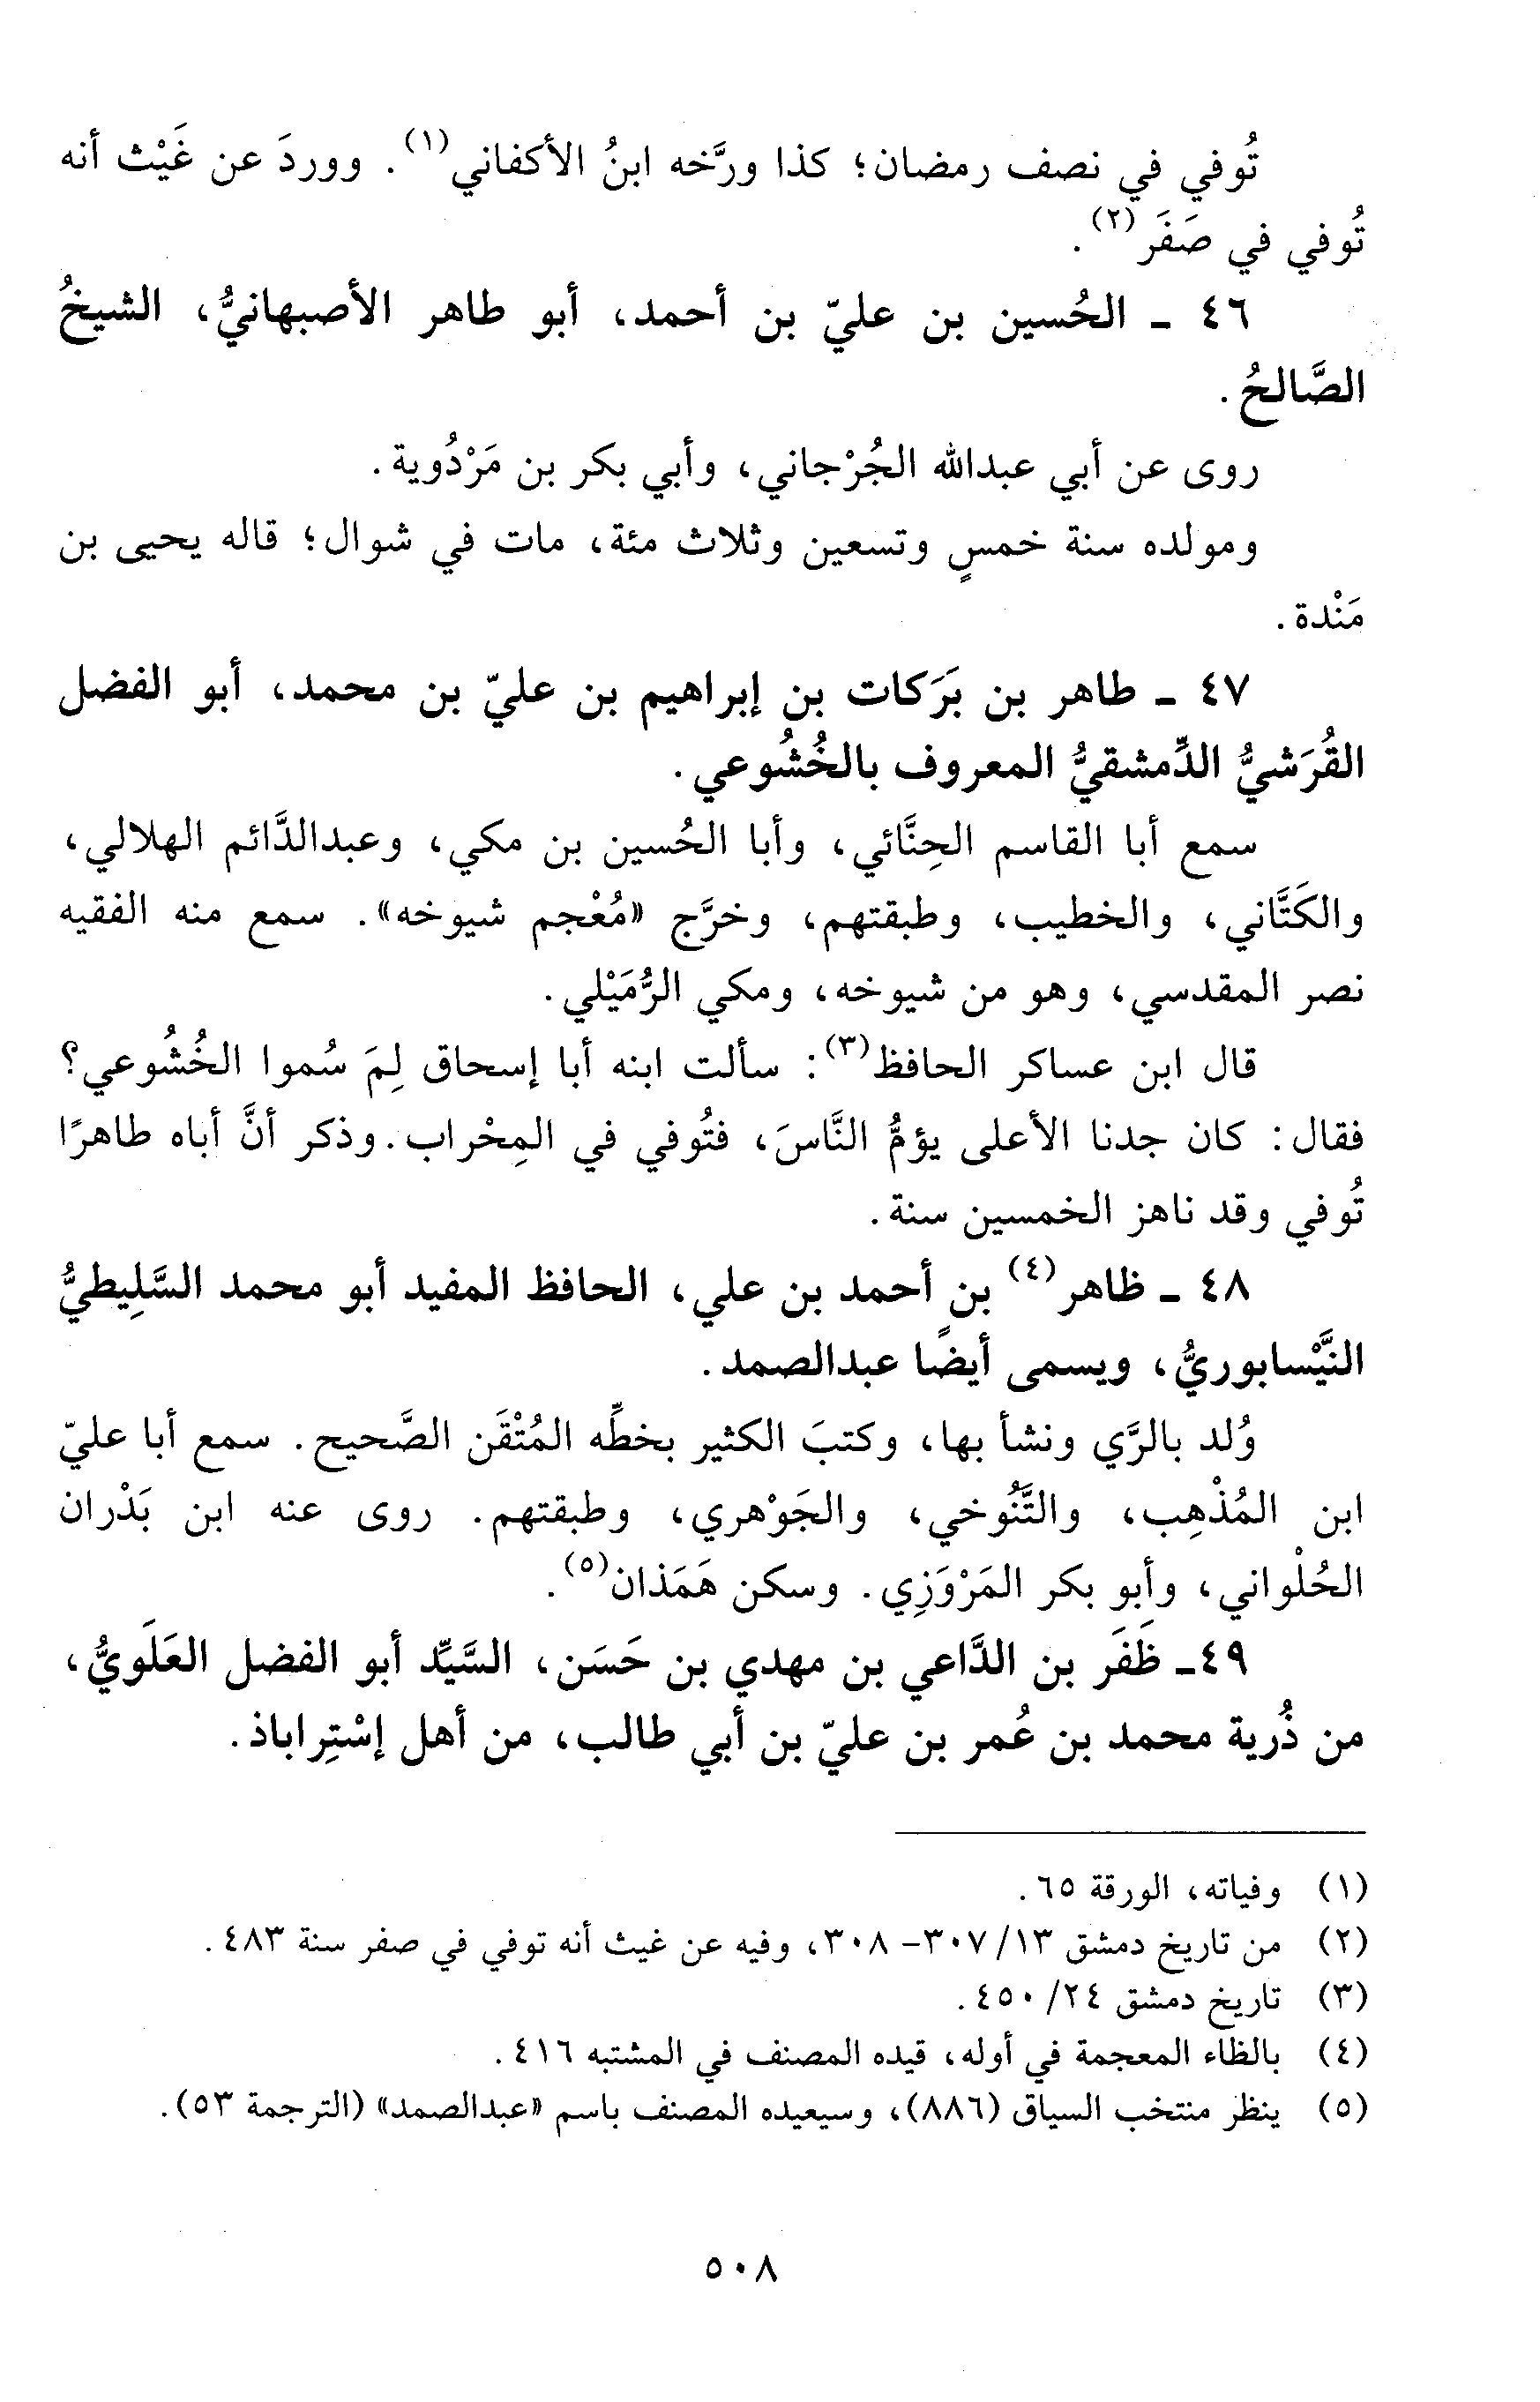 تُوفي في نصف رمضان؛ كذا ورَّخه ابنُ الأكفاني(١). ووردَ عن غَيْث أنه
تُوفي في صَفَر(٢).
٤٦ ـ الحُسين بن عليّ بن أحمد، أبو طاهر الأصبهانيُّ، الشيخُ
الصَّالحُ.
روى عن أبي عبدالله الجُرْجاني، وأبي بكر بن مَرْدُوية.
ومولده سنة خمسٍ وتسعين وثلاث مئة، مات في شوال؛ قاله يحيى بن
مَنْدة.
٤٧ ـ طاهر بن بَرَكات بن إبراهيم بن عليّ بن محمد، أبو الفضل
القُرَشيُّ الدِّمشقيُّ المعروف بالخُشُوعي.
سمع أبا القاسم الحِنَّائي، وأبا الحُسين بن مكي، وعبدالدَّائم الهلالي،
والكَتَّاني، والخطيب، وطبقتهم، وخرَّج «مُعْجم شيوخه». سمع منه الفقيه
نصر المقدسي، وهو من شيوخه، ومكي الرُّمَيْلي.
قال ابن عساكر الحافظ(٣): سألت ابنه أبا إسحاق لِمَ سُموا الخُشُوعي؟
فقال: كان جدنا الأعلى يؤمُّ النَّاسَ، فتُوفي في المِحْراب. وذكر أنَّ أباه طاهرًا
تُوفي وقد ناهز الخمسين سنة.
٤٨ ـ ظاهر(٤) بن أحمد بن علي، الحافظ المفيد أبو محمد السَّلِيطيُّ
النَّيْسابوريُّ، ويسمى أيضًا عبدالصمد.
وُلد بالرَّي ونشأ بها، وكتبَ الكثير بخطِّه المُتْقَن الصَّحيح. سمع أبا عليّ
ابن المُذْهِب، والتَّنُوخي، والجَوْهري، وطبقتهم. روى عنه ابن بَدْران
الحُلْواني، وأبو بكر المَرْوَزِي. وسكن هَمَذان(٥).
٤٩ـ ظَفَر بن الدَّاعي بن مهدي بن حَسَن، السَّيِّد أبو الفضل العَلَويُّ،
من ذُرية محمد بن عُمر بن عليّ بن أبي طالب، من أهل إسْتِراباذ.
(١) وفياته، الورقة ٦٥.
(٢) من تاريخ دمشق ١٣/ ٣٠٧ـ ٣٠٨، وفيه عن غيث أنه توفي في صفر سنة ٤٨٣.
(٣) تاريخ دمشق ٢٤/ ٤٥٠.
(٤) بالظاء المعجمة في أوله، قيده المصنف في المشتبه ٤١٦.
(٥) ينظر منتخب السياق (٨٨٦)، وسيعيده المصنف باسم «عبدالصمد» (الترجمة ٥٣).
٥٠٨